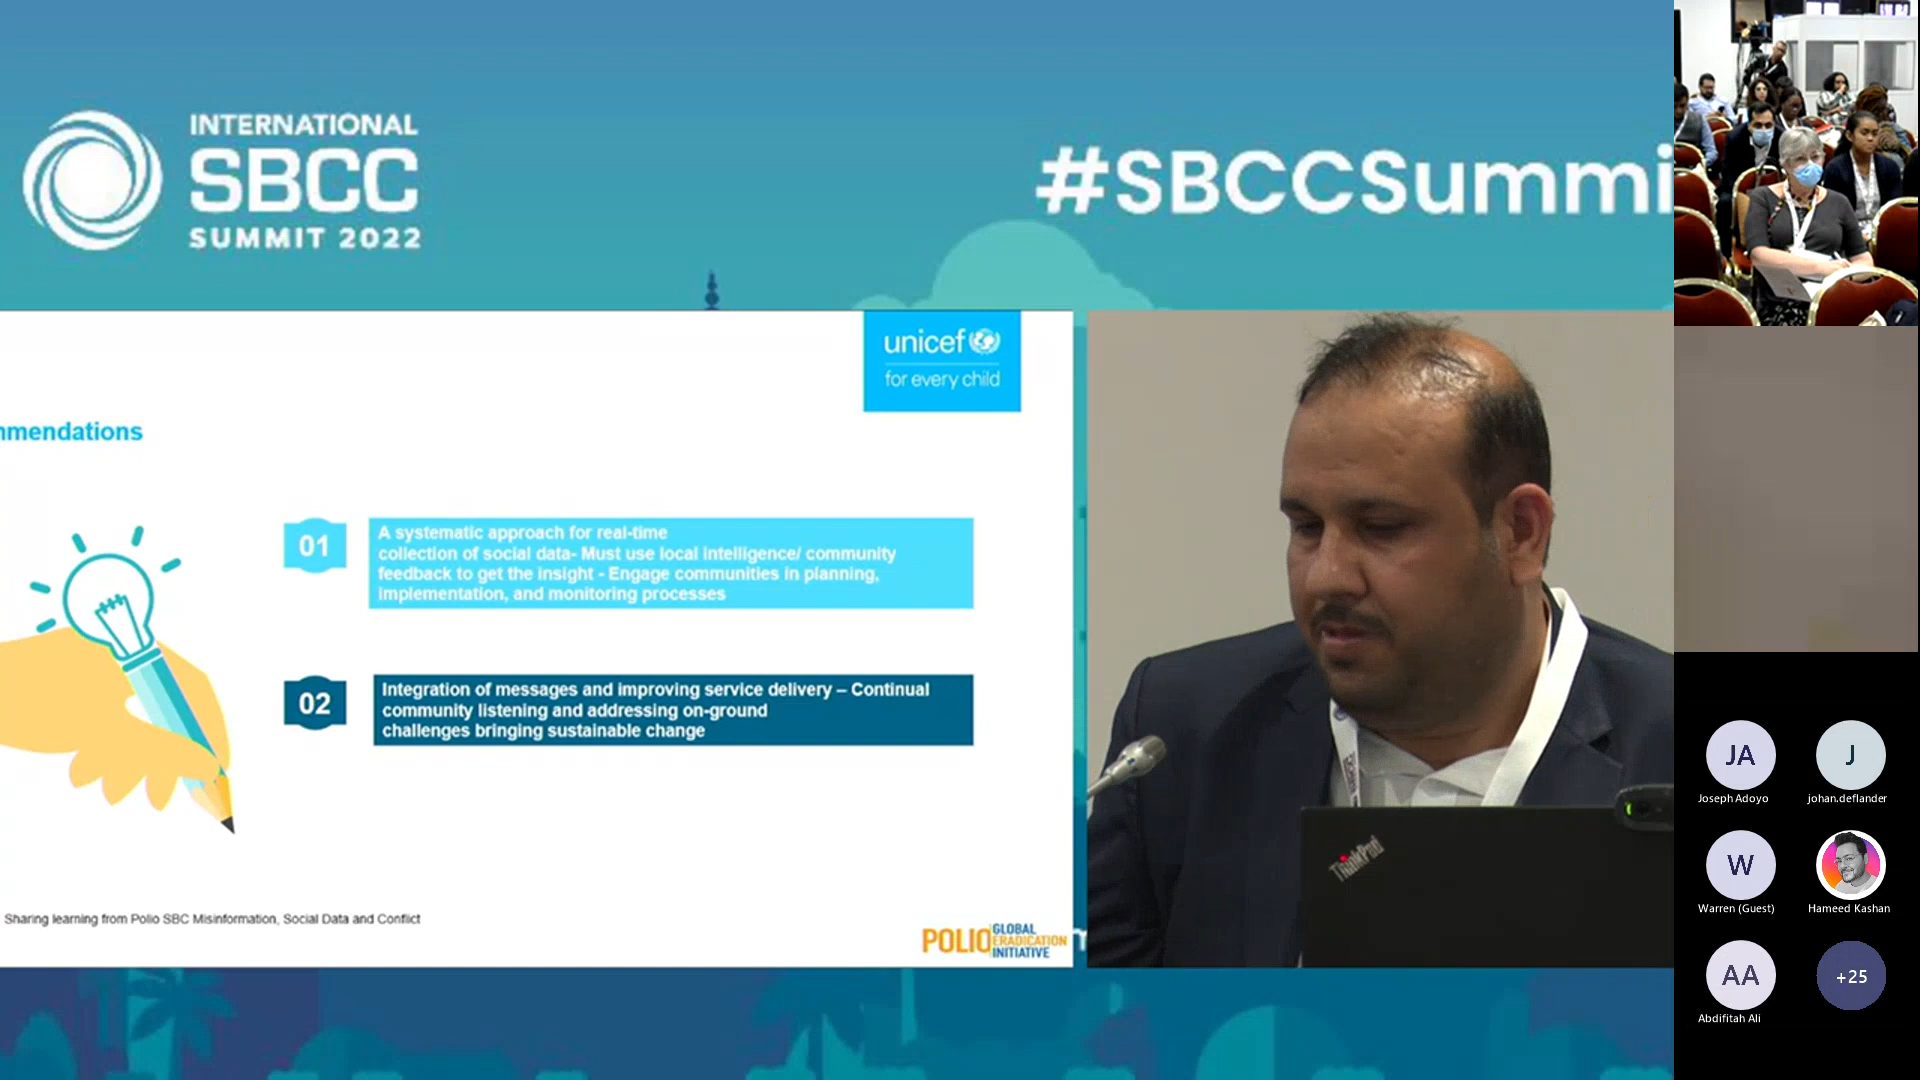 INTERNATIONAL
SBCC
SUMMIT 2022
#SBCCSummi
unicef
for every child
mmendations
01
A systematic approach for real-time
collection of social data- Must use local intelligence/ community
feedback to get the insight - Engage communities in planning,
implementation, and monitoring processes
02
Integration of messages and improving service delivery – Continual
community listening and addressing on-ground
challenges bringing sustainable change
Sharing learning from Polio SBC Misinformation, Social Data and Conflict
POLIO GLOBAL
ERADICATION
INITIATIVE
ThinkPad
JA
Joseph Adoyo
J
johan.deflander
W
Warren (Guest)
Hameed Kashan
AA
Abdifitah Ali
+25